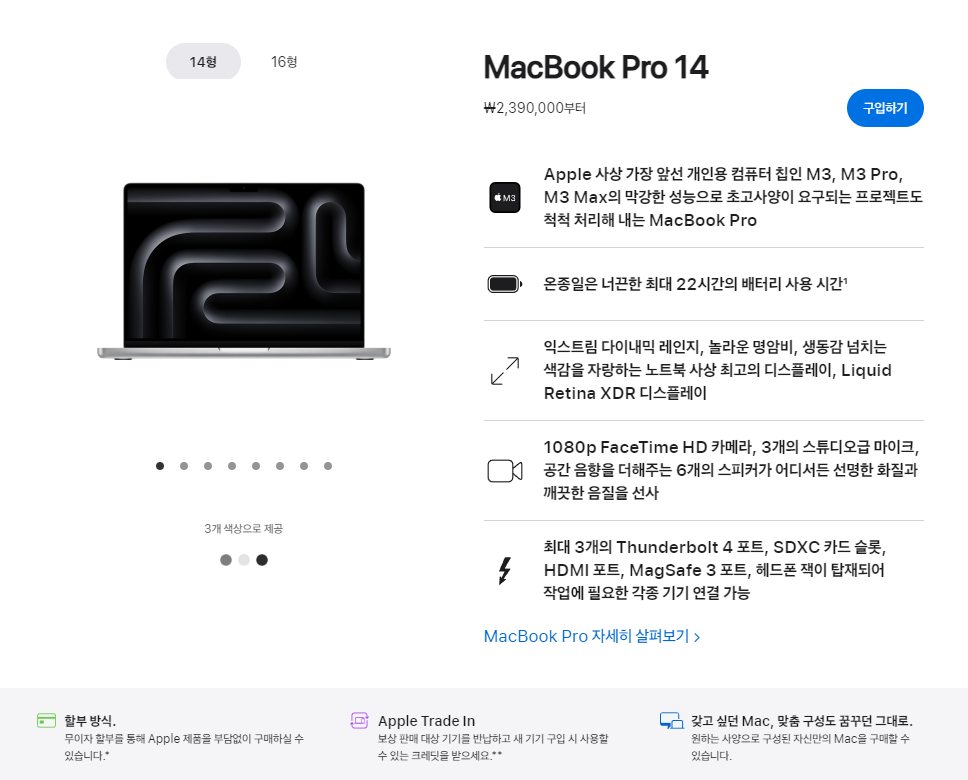 14형
16형
MacBook Pro 14
₩2,390,000부터
구입하기
M3
Apple 사상 가장 앞선 개인용 컴퓨터 칩인 M3, M3 Pro,
M3 Max의 막강한 성능으로 초고사양이 요구되는 프로젝트도
척척 처리해 내는 MacBook Pro
온종일은 너끈한 최대 22시간의 배터리 사용 시간¹
익스트림 다이내믹 레인지, 놀라운 명암비, 생동감 넘치는
색감을 자랑하는 노트북 사상 최고의 디스플레이, Liquid
Retina XDR 디스플레이
1080p FaceTime HD 카메라, 3개의 스튜디오급 마이크,
공간 음향을 더해주는 6개의 스피커가 어디서든 선명한 화질과
깨끗한 음질을 선사
3개 색상으로 제공
최대 3개의 Thunderbolt 4 포트, SDXC 카드 슬롯,
HDMI 포트, MagSafe 3 포트, 헤드폰 잭이 탑재되어
작업에 필요한 각종 기기 연결 가능
MacBook Pro 자세히 살펴보기 >
할부 방식.
무이자 할부를 통해 Apple 제품을 부담없이 구매하실 수
있습니다.*
Apple Trade In
보상 판매 대상 기기를 반납하고 새 기기 구입 시 사용할
수 있는 크레딧을 받으세요.**
갖고 싶던 Mac, 맞춤 구성도 꿈꾸던 그대로.
원하는 사양으로 구성된 자신만의 Mac을 구매할 수
있습니다.